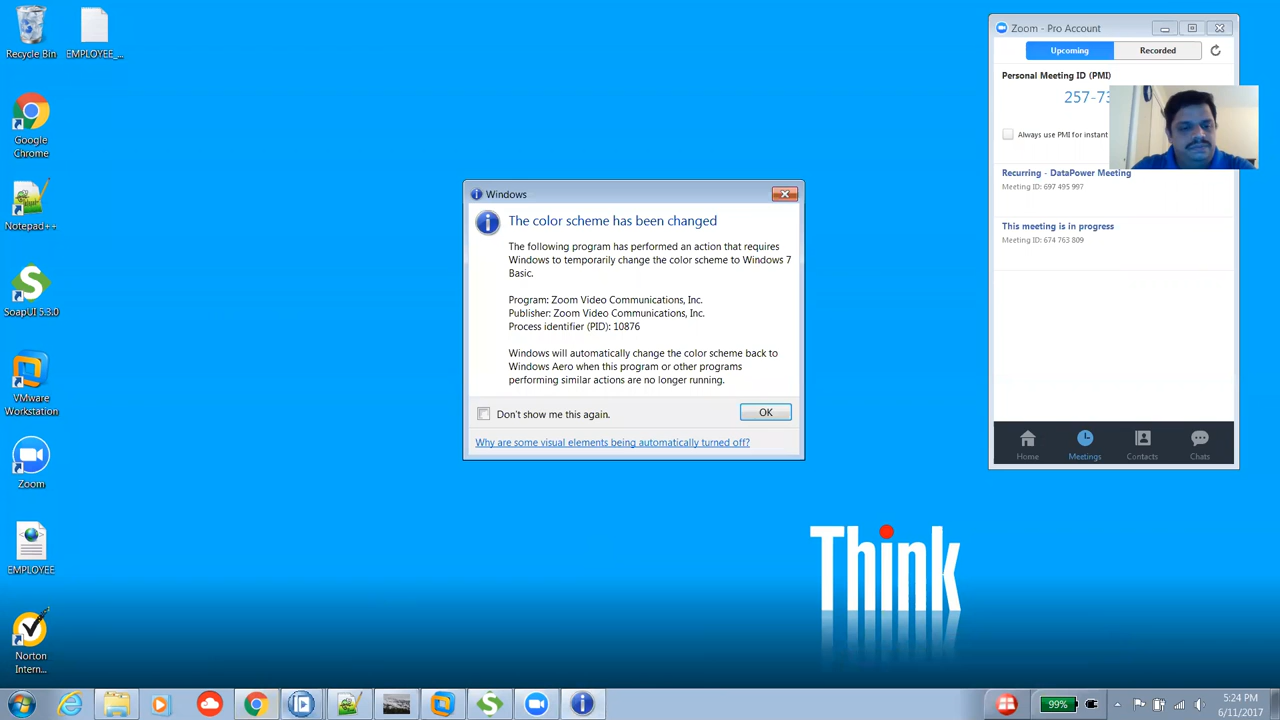 Recycle Bin
EMPLOYEE_...
Google
Chrome
Notepad++
SoapUI 5.3.0
VMware
Workstation
Zoom
EMPLOYEE
Norton
Intern...
Windows
The color scheme has been changed
The following program has performed an action that requires
Windows to temporarily change the color scheme to Windows 7
Basic.
Program: Zoom Video Communications, Inc.
Publisher: Zoom Video Communications, Inc.
Process identifier (PID): 10876
Windows will automatically change the color scheme back to
Windows Aero when this program or other programs
performing similar actions are no longer running.
Don't show me this again.
OK
Why are some visual elements being automatically turned off?
Zoom - Pro Account
Upcoming
Recorded
Personal Meeting ID (PMI)
257-73
Always use PMI for instant
Recurring - DataPower Meeting
Meeting ID: 697 495 997
This meeting is in progress
Meeting ID: 674 763 809
Home
Meetings
Contacts
Chats
Think
99%
5:24 PM
6/11/2017